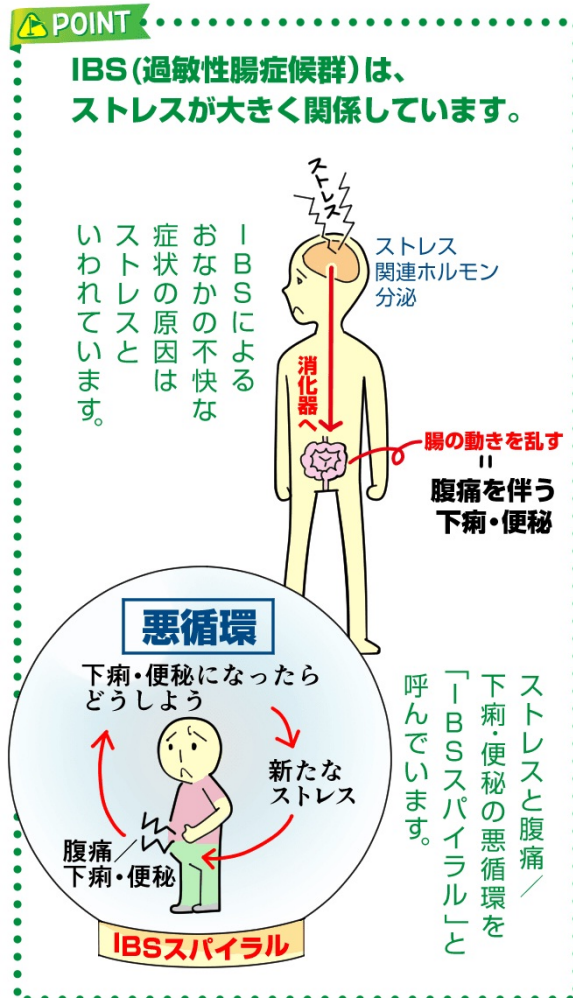 POINT
IBS(過敏性腸症候群)は、
ストレスが大きく関係しています。
ストレス
ストレス
関連ホルモン
分泌
IBSによる
おなかの不快な
症状の原因は
ストレスと
いわれています。
消化器へ
腸の動きを乱す
=
腹痛を伴う
下痢・便秘
悪循環
下痢・便秘になったら
どうしよう
新たな
ストレス
腹痛/
下痢・便秘
IBSスパイラル
ストレスと腹痛/
下痢・便秘の悪循環を
「IBSスパイラル」と
呼んでいます。